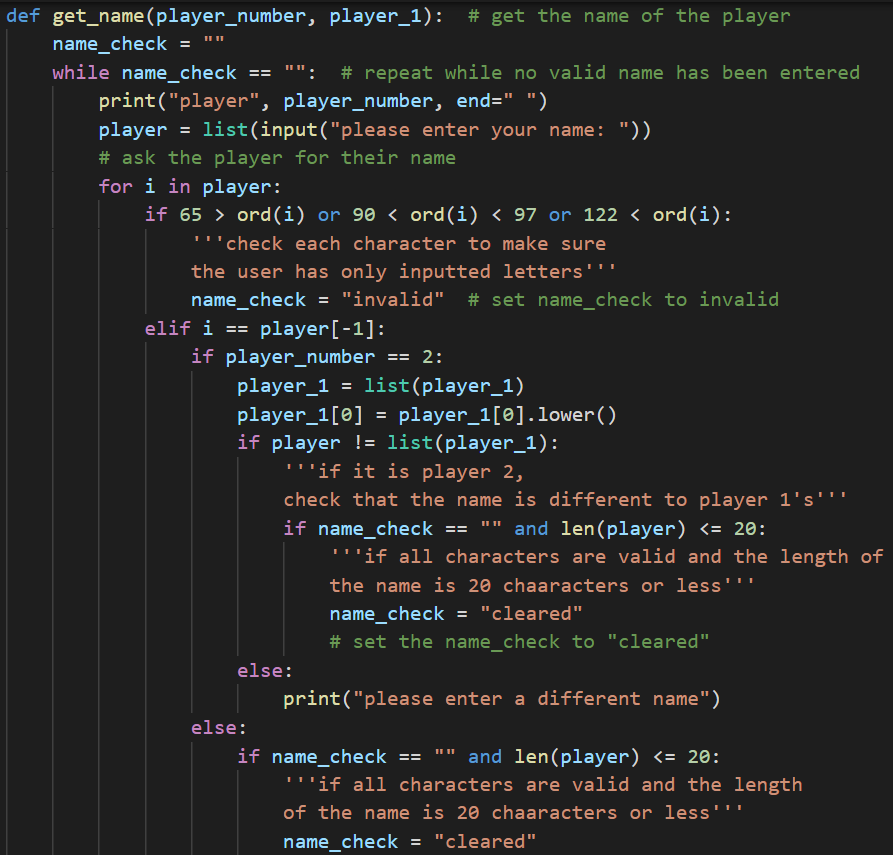 def get_name(player_number, player_1):  # get the name of the player
    name_check = ""
    while name_check == "":  # repeat while no valid name has been entered
        print("player", player_number, end=" ")
        player = list(input("please enter your name: "))
        # ask the player for their name
        for i in player:
            if 65 > ord(i) or 90 < ord(i) < 97 or 122 < ord(i):
                '''check each character to make sure
                the user has only inputted letters'''
                name_check = "invalid"  # set name_check to invalid
            elif i == player[-1]:
                if player_number == 2:
                    player_1 = list(player_1)
                    player_1[0] = player_1[0].lower()
                    if player != list(player_1):
                        '''if it is player 2,
                        check that the name is different to player 1's'''
                        if name_check == "" and len(player) <= 20:
                            '''if all characters are valid and the length of
                            the name is 20 chaaracters or less'''
                            name_check = "cleared"
                            # set the name_check to "cleared"
                    else:
                        print("please enter a different name")
                else:
                    if name_check == "" and len(player) <= 20:
                        '''if all characters are valid and the length
                        of the name is 20 chaaracters or less'''
                        name_check = "cleared"